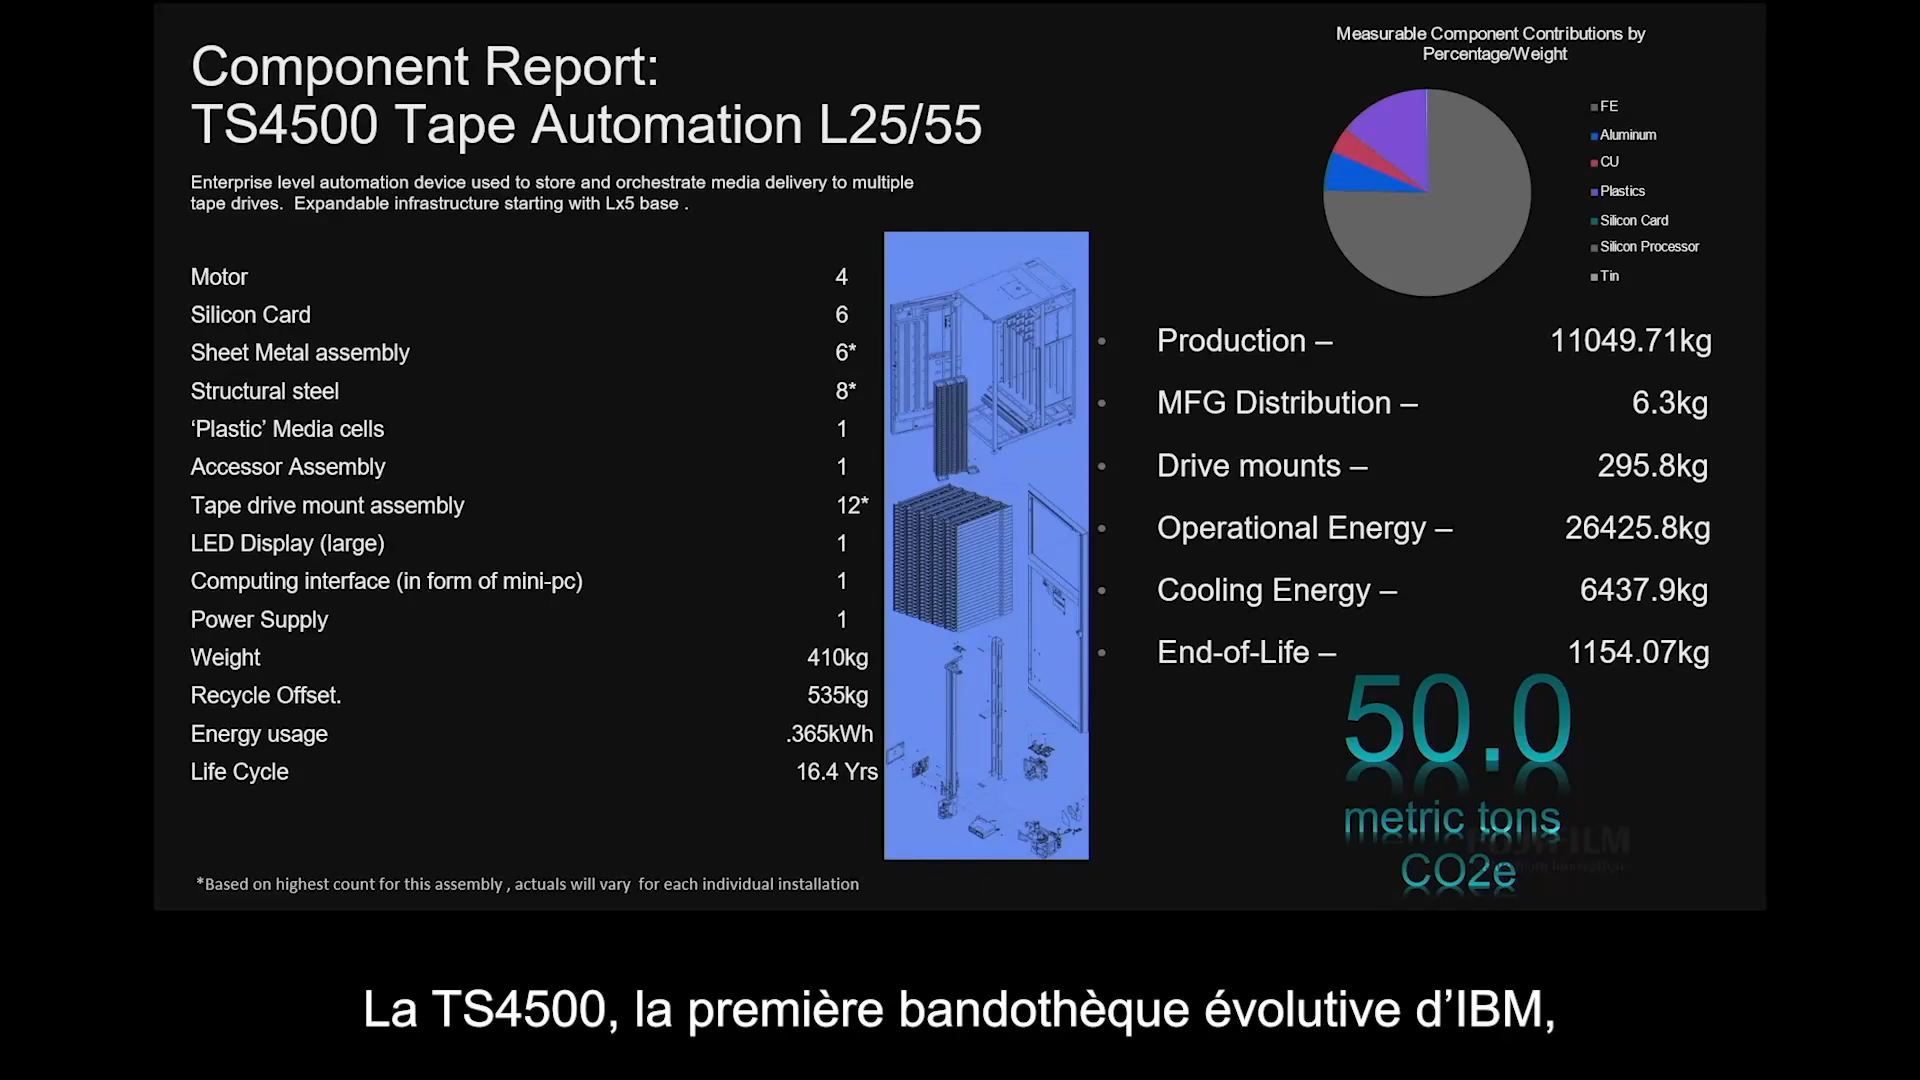 Component Report:
TS4500 Tape Automation L25/55
Enterprise level automation device used to store and orchestrate media delivery to multiple
tape drives. Expandable infrastructure starting with Lx5 base .
Motor 4
Silicon Card 6
Sheet Metal assembly 6*
Structural steel 8*
‘Plastic’ Media cells 1
Accessor Assembly 1
Tape drive mount assembly 12*
LED Display (large) 1
Computing interface (in form of mini-pc) 1
Power Supply 1
Weight 410kg
Recycle Offset. 535kg
Energy usage .365kWh
Life Cycle 16.4 Yrs
*Based on highest count for this assembly , actuals will vary for each individual installation
Measurable Component Contributions by
Percentage/Weight
FE
Aluminum
CU
Plastics
Silicon Card
Silicon Processor
Tin
Production – 11049.71kg
MFG Distribution – 6.3kg
Drive mounts – 295.8kg
Operational Energy – 26425.8kg
Cooling Energy – 6437.9kg
End-of-Life – 1154.07kg
50.0
metric tons
CO2e
La TS4500, la première bandothèque évolutive d’IBM,